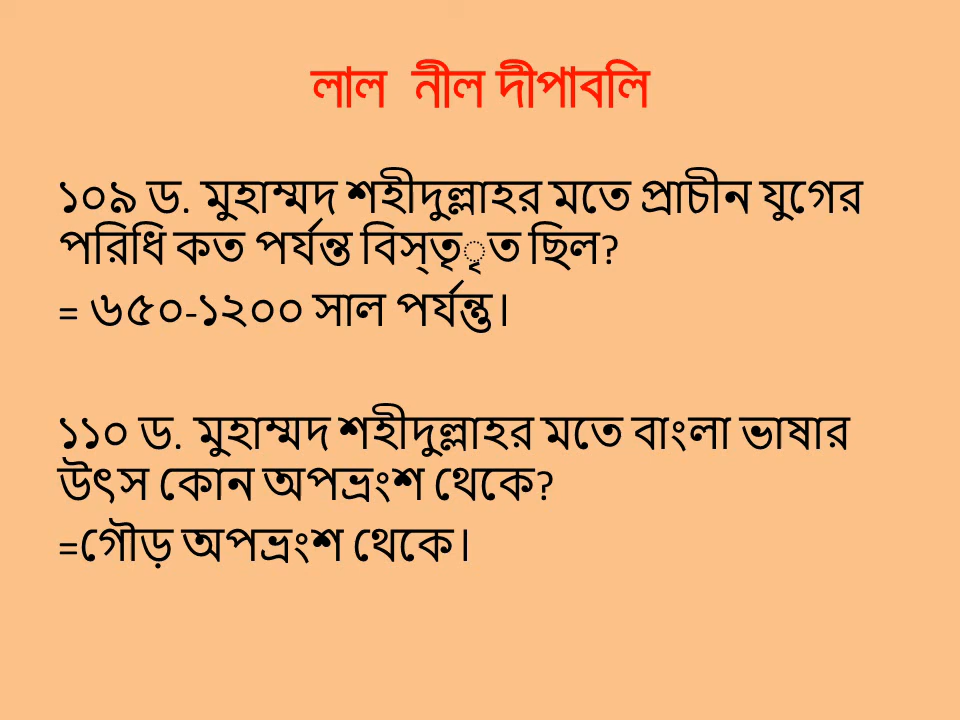 লাল নীল দীপাবলি
১০৯ ড. মুহাম্মদ শহীদুল্লাহর মতে প্রাচীন যুগের
পরিধি কত পর্যন্ত বিস্তৃৃত ছিল?
= ৬৫০-১২০০ সাল পর্যন্ত।
১১০ ড. মুহাম্মদ শহীদুল্লাহর মতে বাংলা ভাষার
উৎস কোন অপভ্রংশ থেকে?
=গৌড় অপভ্রংশ থেকে।